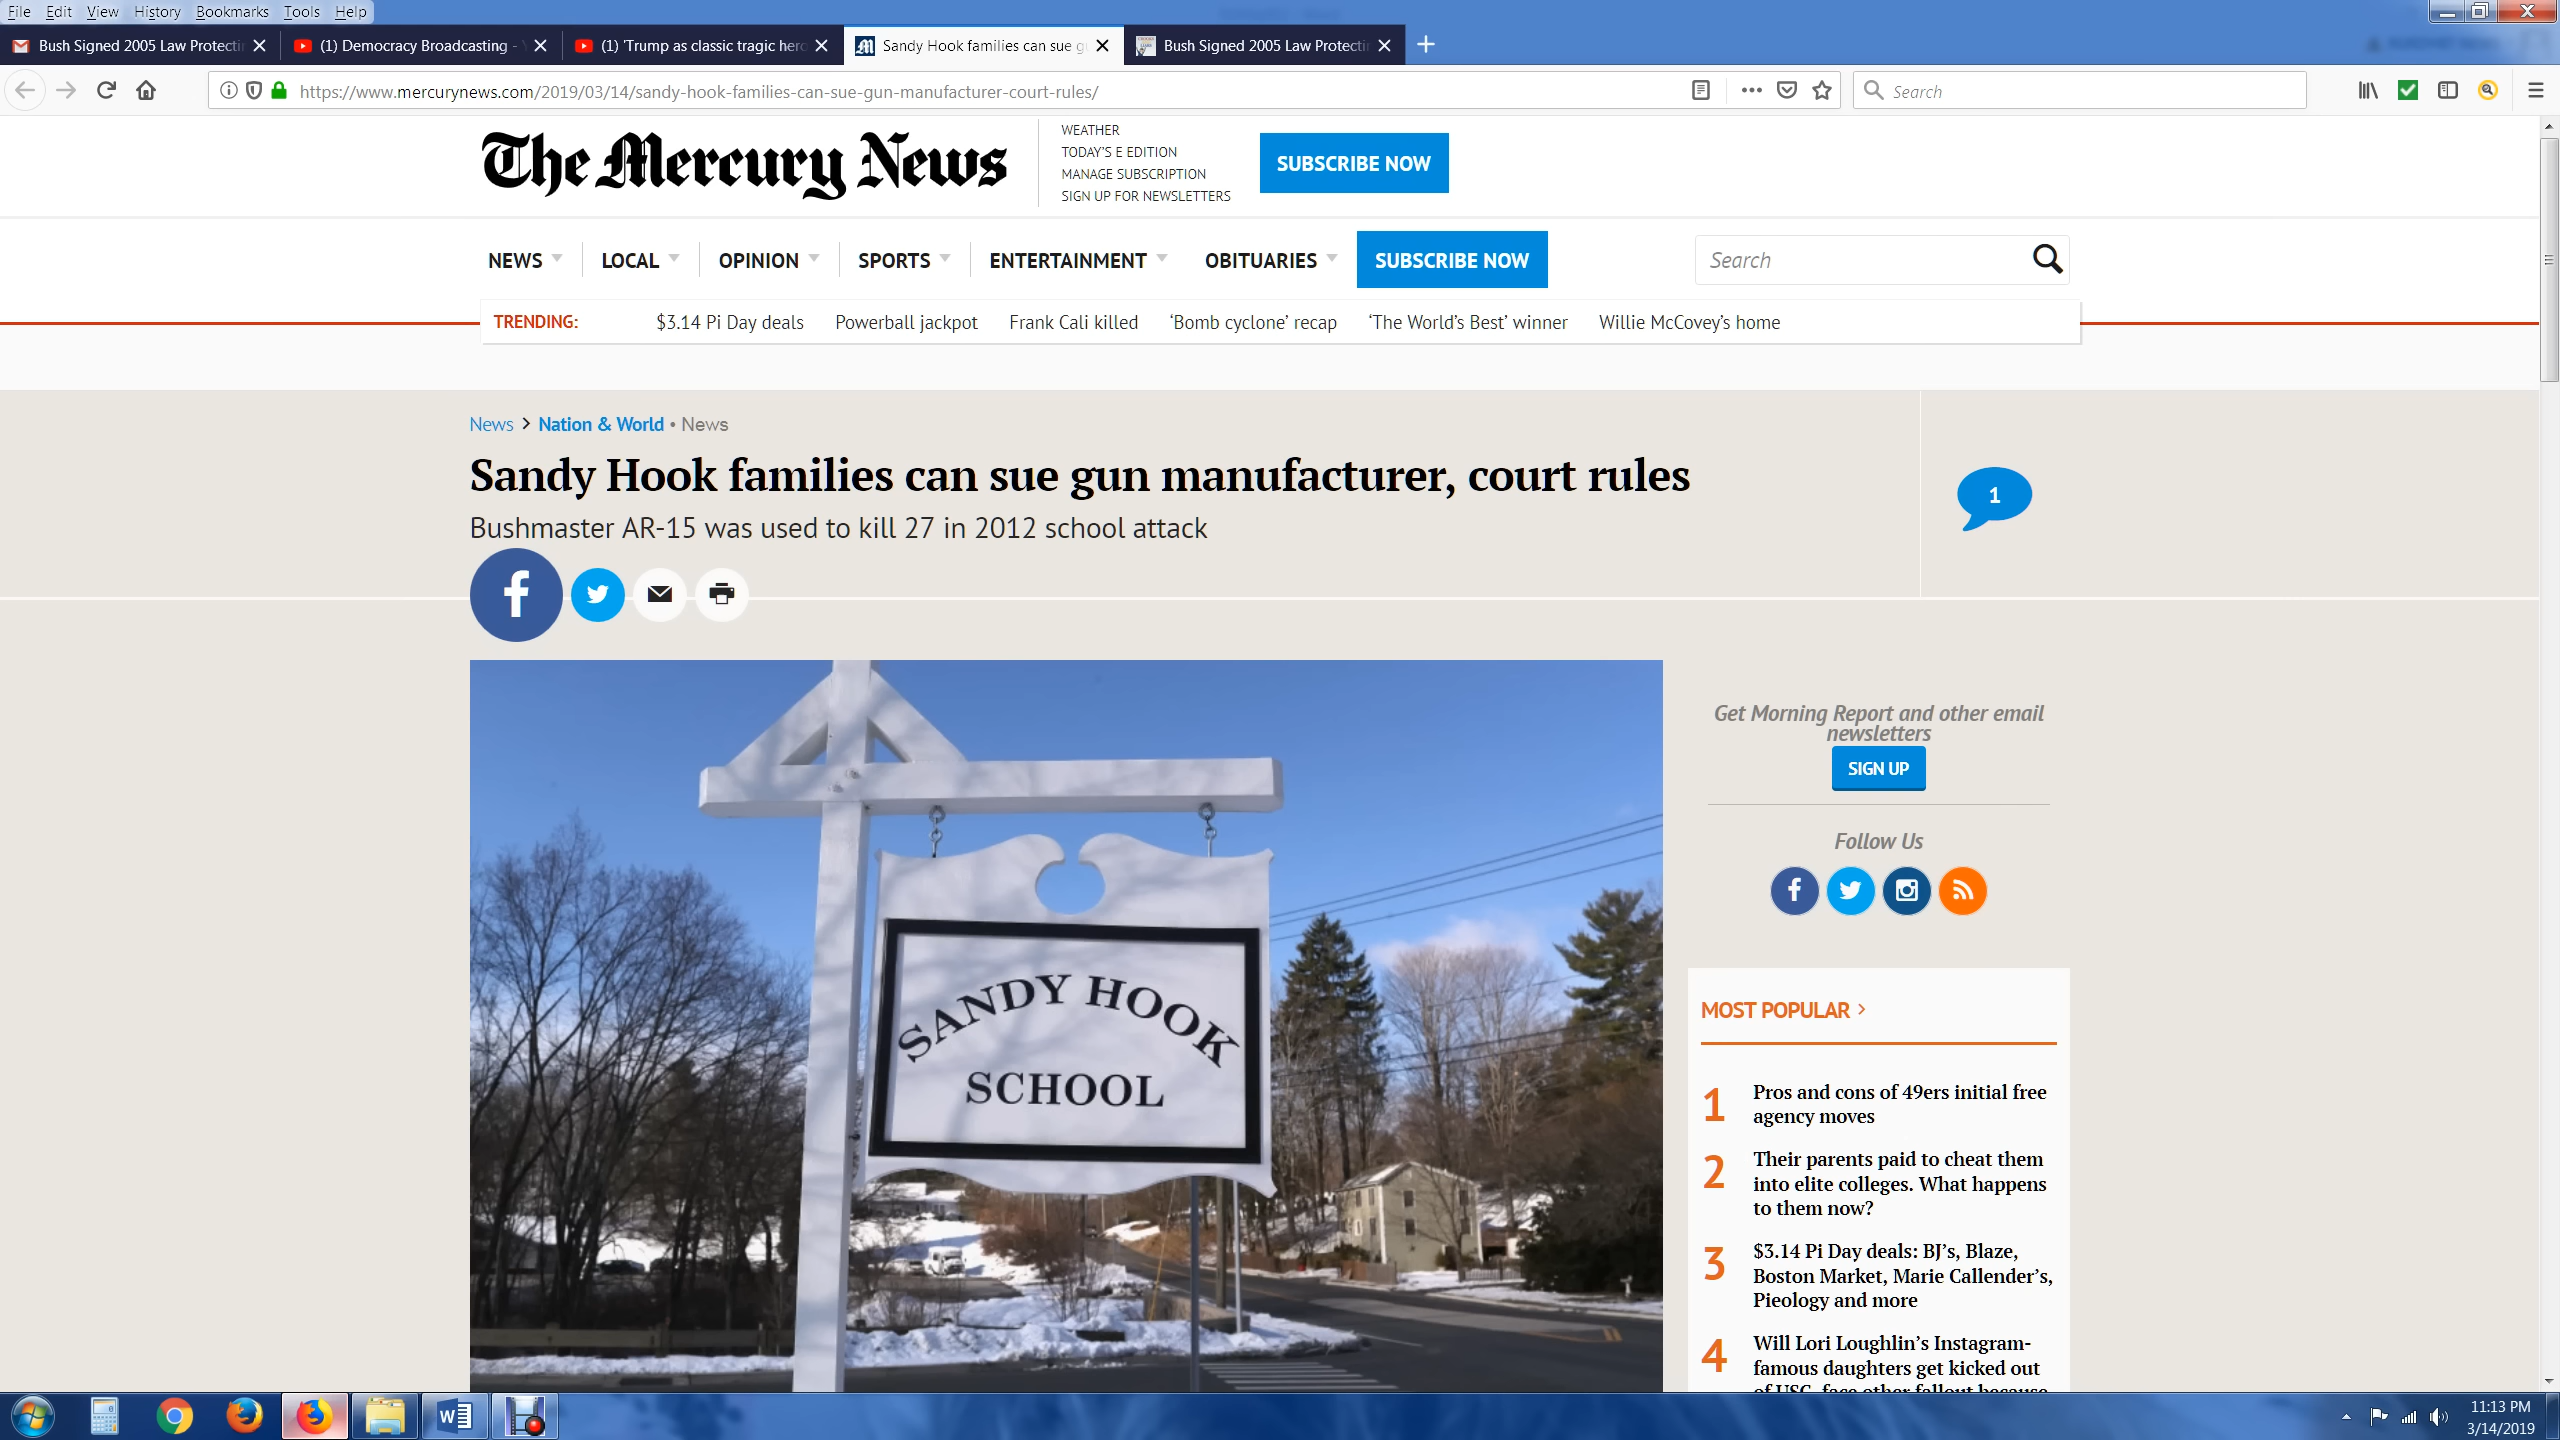 File Edit View History Bookmarks Tools Help
Bush Signed 2005 Law Protecti
(1) Democracy Broadcasting -
(1) 'Trump as classic tragic hero
Sandy Hook families can sue g
Bush Signed 2005 Law Protecti
https://www.mercurynews.com/2019/03/14/sandy-hook-families-can-sue-gun-manufacturer-court-rules/
Search
The Mercury News
WEATHER
TODAY'S E EDITION
MANAGE SUBSCRIPTION
SIGN UP FOR NEWSLETTERS
SUBSCRIBE NOW
NEWS LOCAL OPINION SPORTS ENTERTAINMENT OBITUARIES SUBSCRIBE NOW
Search
TRENDING: $3.14 Pi Day deals Powerball jackpot Frank Cali killed ‘Bomb cyclone’ recap ‘The World’s Best’ winner Willie McCovey’s home
News > Nation & World • News
Sandy Hook families can sue gun manufacturer, court rules
1
Bushmaster AR-15 was used to kill 27 in 2012 school attack
SANDY HOOK
SCHOOL
Get Morning Report and other email
newsletters
SIGN UP
Follow Us
MOST POPULAR >
1 Pros and cons of 49ers initial free
agency moves
2 Their parents paid to cheat them
into elite colleges. What happens
to them now?
3 $3.14 Pi Day deals: BJ’s, Blaze,
Boston Market, Marie Callender’s,
Pieology and more
4 Will Lori Loughlin’s Instagram-
famous daughters get kicked out
of USC, face other fallout because
11:13 PM
3/14/2019